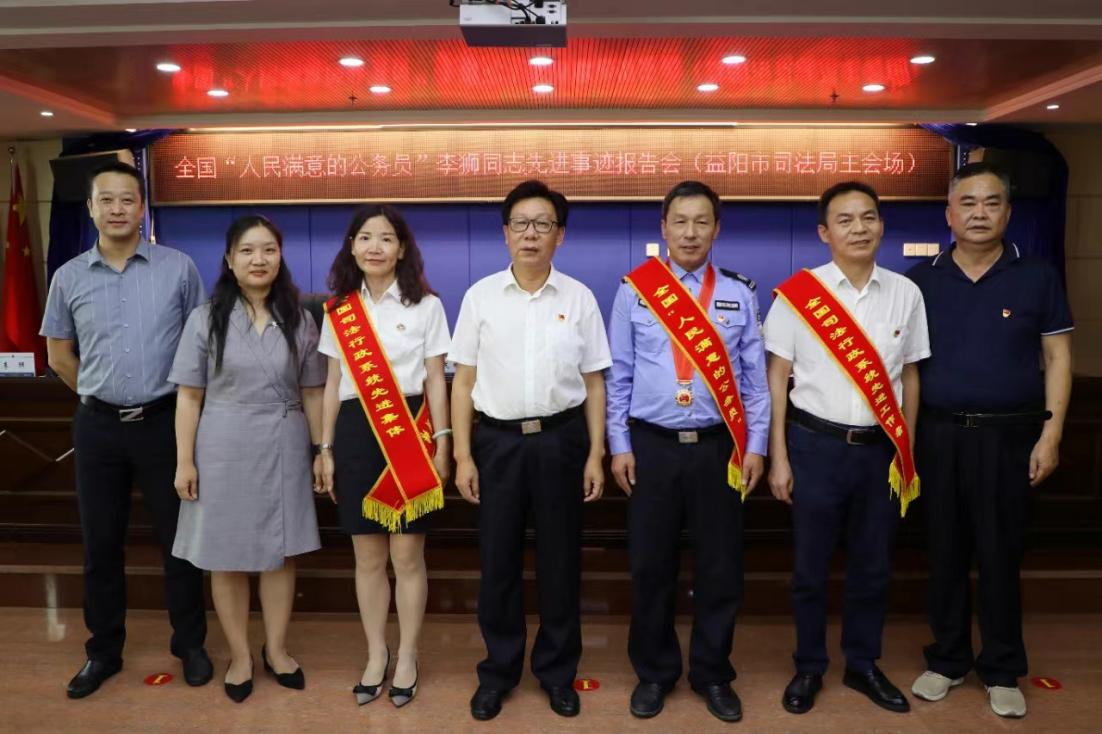 全国“人民满意的公务员”李狮同志先进事迹报告会（益阳市司法局主会场）
国司法行政系统先进集体
全国“人民满意的公务员”
全国司法行政系统先进工作者